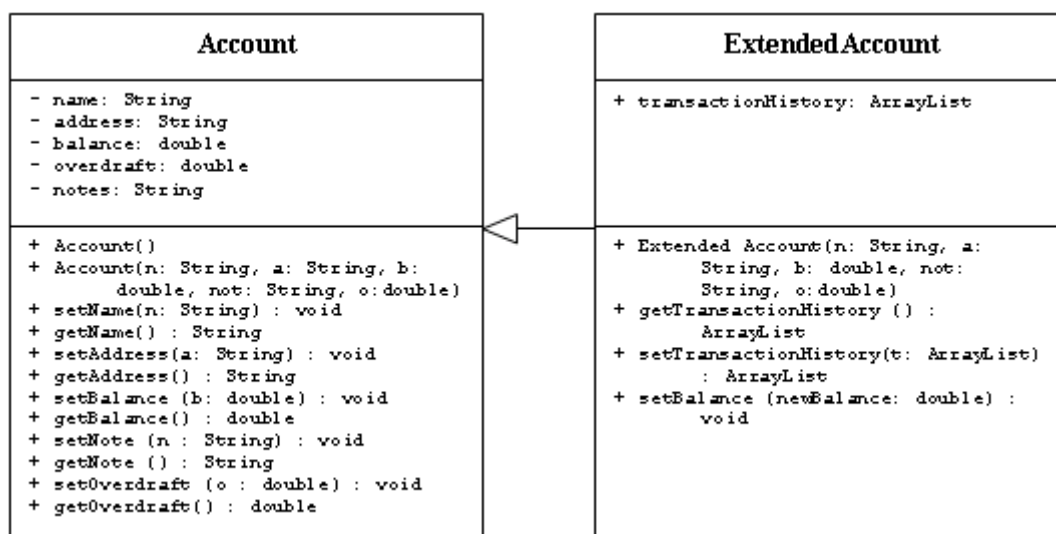 Account
- name: String
- address: String
- balance: double
- overdraft: double
- notes: String
+ Account()
+ Account(n: String, a: String, b:
double, not: String, o:double)
+ setName(n: String) : void
+ getName() : String
+ setAddress(a: String) : void
+ getAddress() : String
+ setBalance (b: double) : void
+ getBalance() : double
+ setNote (n : String) : void
+ getNote () : String
+ setOverdraft (o : double) : void
+ getOverdraft() : double
ExtendedAccount
+ transactionHistory: ArrayList
+ Extended Account(n: String, a:
String, b: double, not:
String, o:double)
+ getTransactionHistory () :
ArrayList
+ setTransactionHistory(t: ArrayList)
: ArrayList
+ setBalance (newBalance: double) :
void